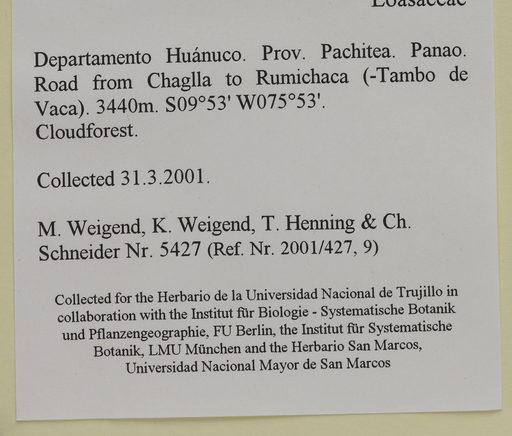 Loasaceae
Departamento Huánuco. Prov. Pachitea. Panao.
Road from Chaglla to Rumichaca (-Tambo de
Vaca). 3440m. S09°53' W075°53'.
Cloudforest.
Collected 31.3.2001.
M. Weigend, K. Weigend, T. Henning & Ch.
Schneider Nr. 5427 (Ref. Nr. 2001/427, 9)
Collected for the Herbario de la Universidad Nacional de Trujillo in
collaboration with the Institut für Biologie - Systematische Botanik
und Pflanzengeographie, FU Berlin, the Institut für Systematische
Botanik, LMU München and the Herbario San Marcos,
Universidad Nacional Mayor de San Marcos